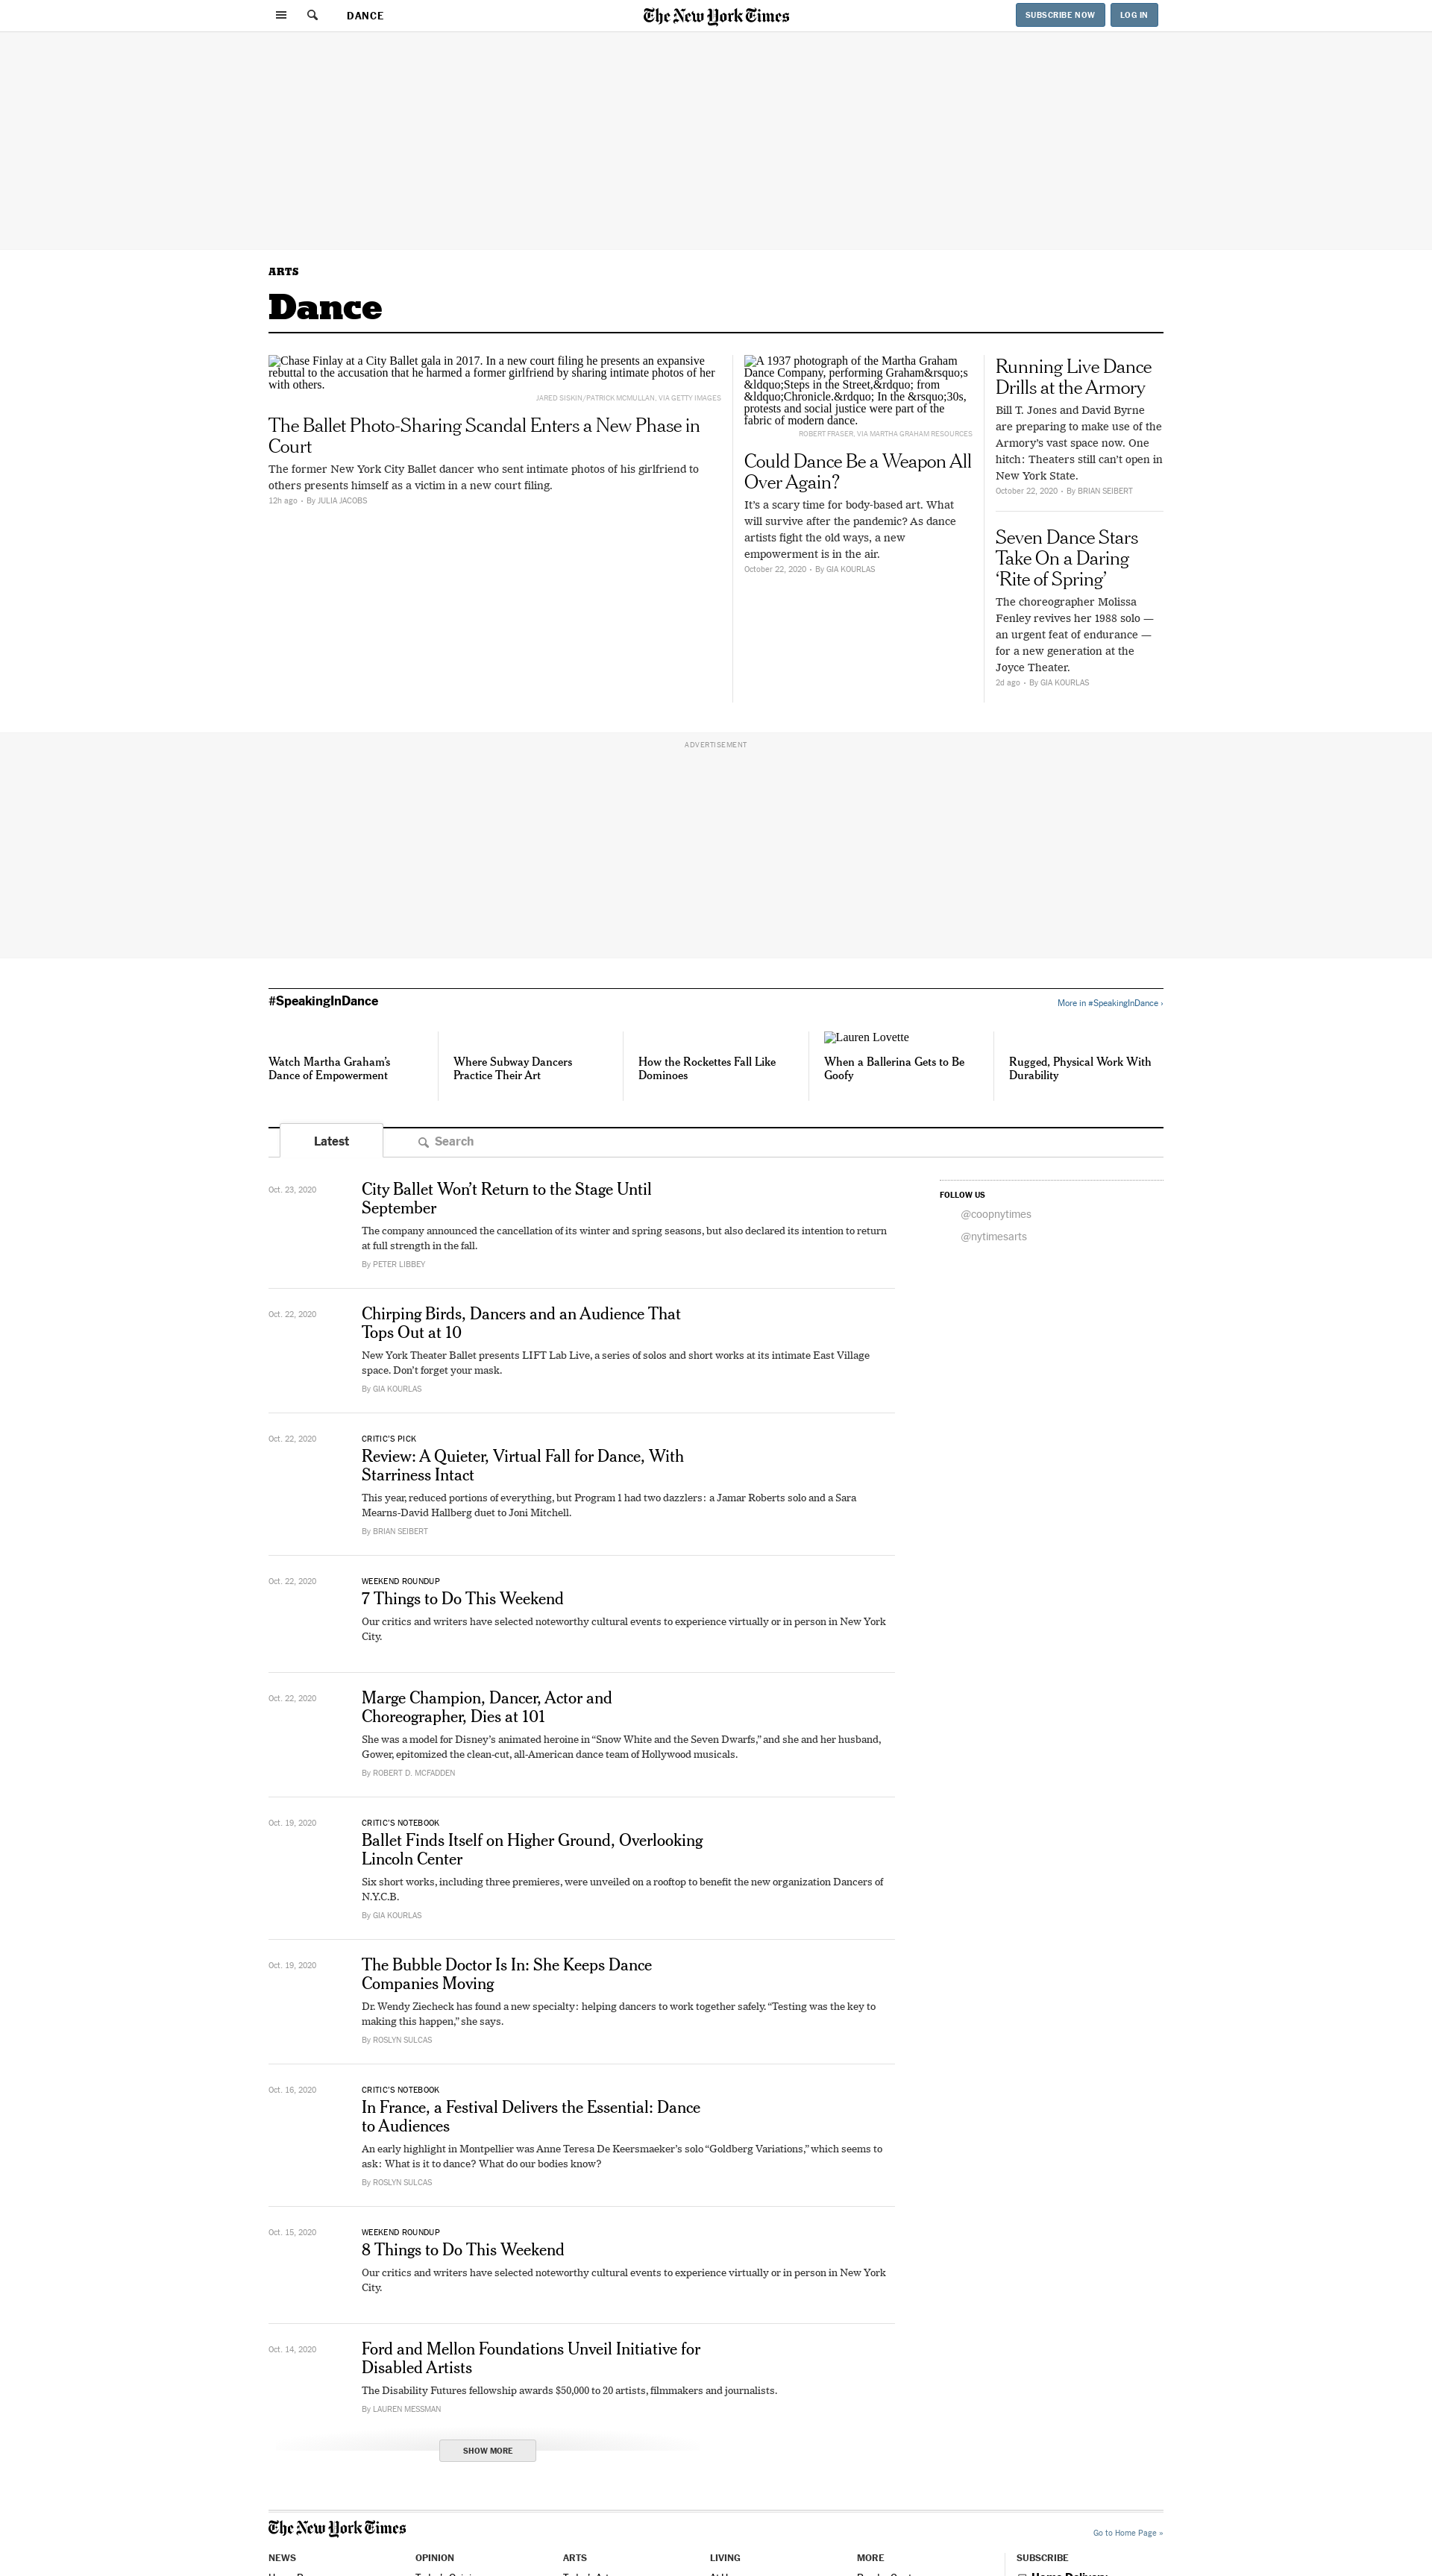 DANCE
The New York Times
SUBSCRIBE NOW
LOG IN
ARTS
Dance
Chase Finlay at a City Ballet gala in 2017. In a new court filing he presents an expansive
rebuttal to the accusation that he harmed a former girlfriend by sharing intimate photos of her
with others.
JARED SISKIN/PATRICK MCMULLAN, VIA GETTY IMAGES
The Ballet Photo-Sharing Scandal Enters a New Phase in
Court
The former New York City Ballet dancer who sent intimate photos of his girlfriend to
others presents himself as a victim in a new court filing.
12h ago • By JULIA JACOBS
A 1937 photograph of the Martha Graham
Dance Company, performing Graham&rsquo;s
&ldquo;Steps in the Street,&rdquo; from
&ldquo;Chronicle.&rdquo; In the &rsquo;30s,
protests and social justice were part of the
fabric of modern dance.
ROBERT FRASER, VIA MARTHA GRAHAM RESOURCES
Could Dance Be a Weapon All
Over Again?
It’s a scary time for body-based art. What
will survive after the pandemic? As dance
artists fight the old ways, a new
empowerment is in the air.
October 22, 2020 • By GIA KOURLAS
Running Live Dance
Drills at the Armory
Bill T. Jones and David Byrne
are preparing to make use of the
Armory’s vast space now. One
hitch: Theaters still can’t open in
New York State.
October 22, 2020 • By BRIAN SEIBERT
Seven Dance Stars
Take On a Daring
‘Rite of Spring’
The choreographer Molissa
Fenley revives her 1988 solo —
an urgent feat of endurance —
for a new generation at the
Joyce Theater.
2d ago • By GIA KOURLAS
ADVERTISEMENT
#SpeakingInDance
More in #SpeakingInDance ›
Watch Martha Graham’s
Dance of Empowerment
Where Subway Dancers
Practice Their Art
How the Rockettes Fall Like
Dominoes
Lauren Lovette
When a Ballerina Gets to Be
Goofy
Rugged, Physical Work With
Durability
Latest
Search
Oct. 23, 2020
City Ballet Won’t Return to the Stage Until
September
The company announced the cancellation of its winter and spring seasons, but also declared its intention to return
at full strength in the fall.
By PETER LIBBEY
FOLLOW US
@coopnytimes
@nytimesarts
Oct. 22, 2020
Chirping Birds, Dancers and an Audience That
Tops Out at 10
New York Theater Ballet presents LIFT Lab Live, a series of solos and short works at its intimate East Village
space. Don’t forget your mask.
By GIA KOURLAS
Oct. 22, 2020
CRITIC’S PICK
Review: A Quieter, Virtual Fall for Dance, With
Starriness Intact
This year, reduced portions of everything, but Program 1 had two dazzlers: a Jamar Roberts solo and a Sara
Mearns-David Hallberg duet to Joni Mitchell.
By BRIAN SEIBERT
Oct. 22, 2020
WEEKEND ROUNDUP
7 Things to Do This Weekend
Our critics and writers have selected noteworthy cultural events to experience virtually or in person in New York
City.
Oct. 22, 2020
Marge Champion, Dancer, Actor and
Choreographer, Dies at 101
She was a model for Disney’s animated heroine in “Snow White and the Seven Dwarfs,” and she and her husband,
Gower, epitomized the clean-cut, all-American dance team of Hollywood musicals.
By ROBERT D. MCFADDEN
Oct. 19, 2020
CRITIC’S NOTEBOOK
Ballet Finds Itself on Higher Ground, Overlooking
Lincoln Center
Six short works, including three premieres, were unveiled on a rooftop to benefit the new organization Dancers of
N.Y.C.B.
By GIA KOURLAS
Oct. 19, 2020
The Bubble Doctor Is In: She Keeps Dance
Companies Moving
Dr. Wendy Ziecheck has found a new specialty: helping dancers to work together safely. “Testing was the key to
making this happen,” she says.
By ROSLYN SULCAS
Oct. 16, 2020
CRITIC’S NOTEBOOK
In France, a Festival Delivers the Essential: Dance
to Audiences
An early highlight in Montpellier was Anne Teresa De Keersmaeker’s solo “Goldberg Variations,” which seems to
ask: What is it to dance? What do our bodies know?
By ROSLYN SULCAS
Oct. 15, 2020
WEEKEND ROUNDUP
8 Things to Do This Weekend
Our critics and writers have selected noteworthy cultural events to experience virtually or in person in New York
City.
Oct. 14, 2020
Ford and Mellon Foundations Unveil Initiative for
Disabled Artists
The Disability Futures fellowship awards $50,000 to 20 artists, filmmakers and journalists.
By LAUREN MESSMAN
SHOW MORE
The New York Times
Go to Home Page »
NEWS
OPINION
ARTS
LIVING
MORE
SUBSCRIBE